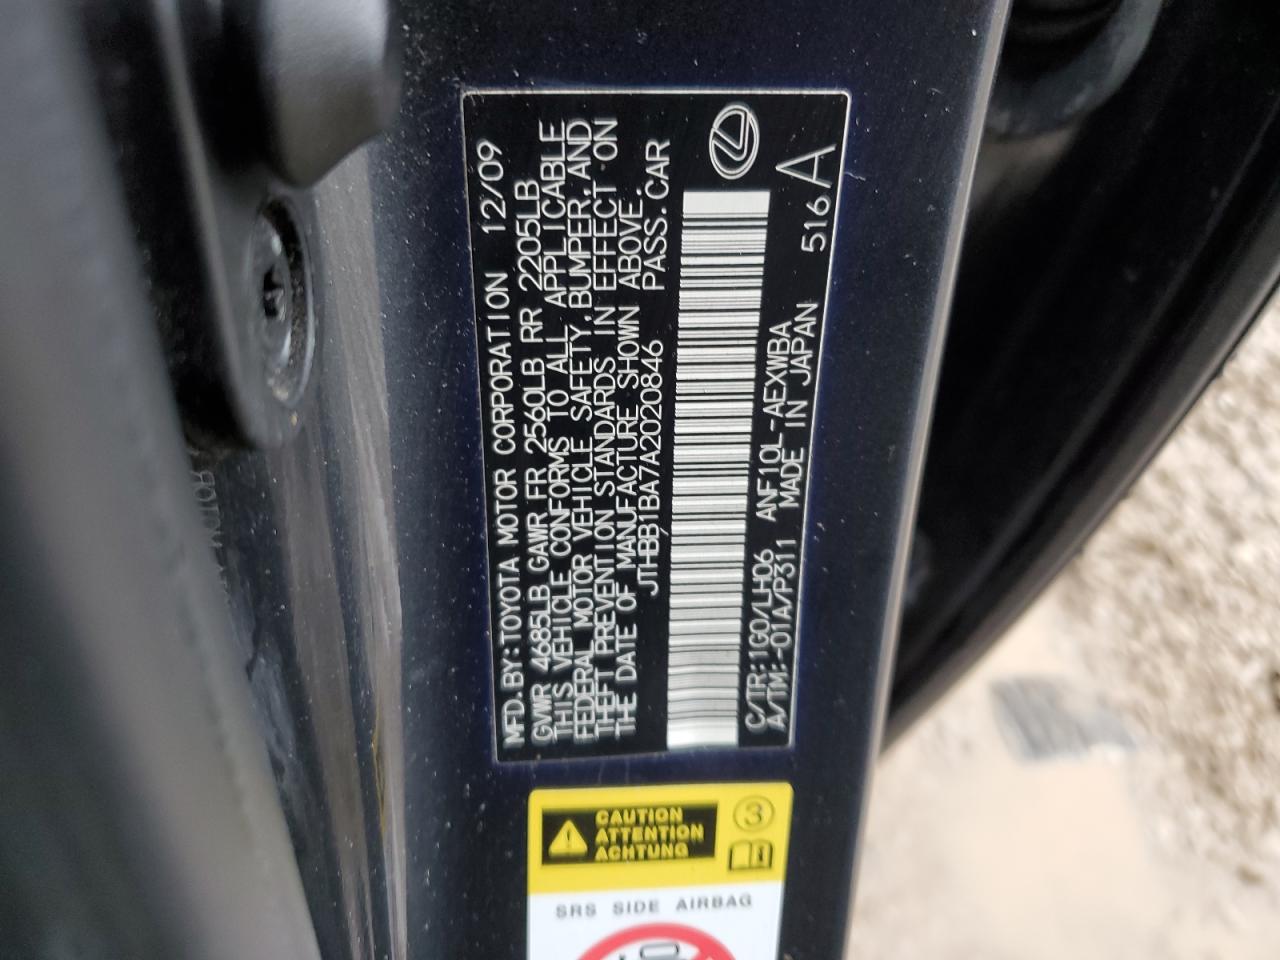 MFD.BY:TOYOTA MOTOR CORPORATION 12/09
GVWR 4685LB GAWR FR 2560LB RR 2205LB
THIS VEHICLE CONFORMS TO ALL APPLICABLE
FEDERAL MOTOR VEHICLE SAFETY,BUMPER,AND
THEFT PREVENTION STANDARDS IN EFFECT ON
THE DATE OF MANUFACTURE SHOWN ABOVE.
JTHBB1BA7A2020846 PASS.CAR
C/TR:1G0/LH06 ANF10L-AEXWBA
A/TM:-01A/P311 MADE IN JAPAN 516A
CAUTION
ATTENTION
ACHTUNG
3
SRS SIDE AIRBAG